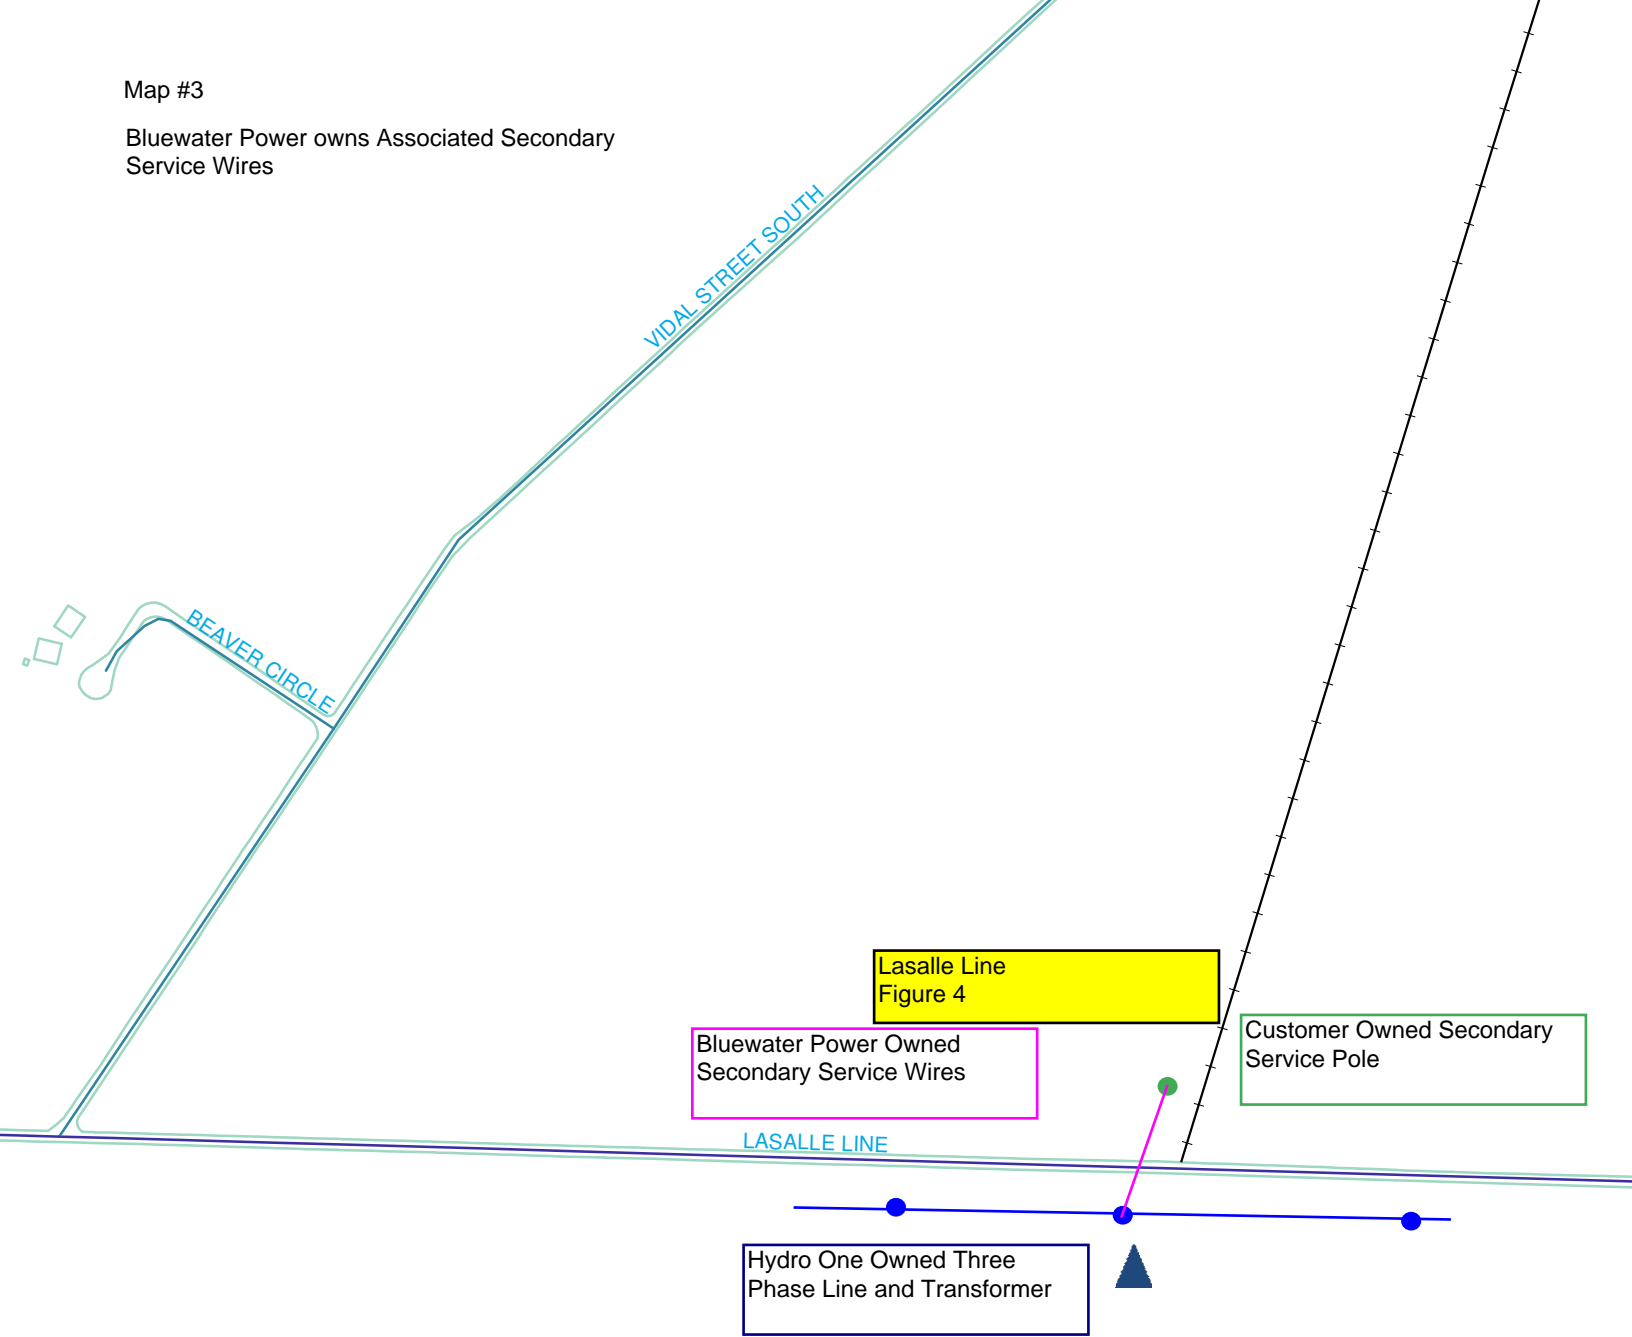 Map #3
Bluewater Power owns Associated Secondary
Service Wires
VIDAL STREET SOUTH
BEAVER CIRCLE
Lasalle Line
Figure 4
Bluewater Power Owned
Secondary Service Wires
Customer Owned Secondary
Service Pole
LASALLE LINE
Hydro One Owned Three
Phase Line and Transformer